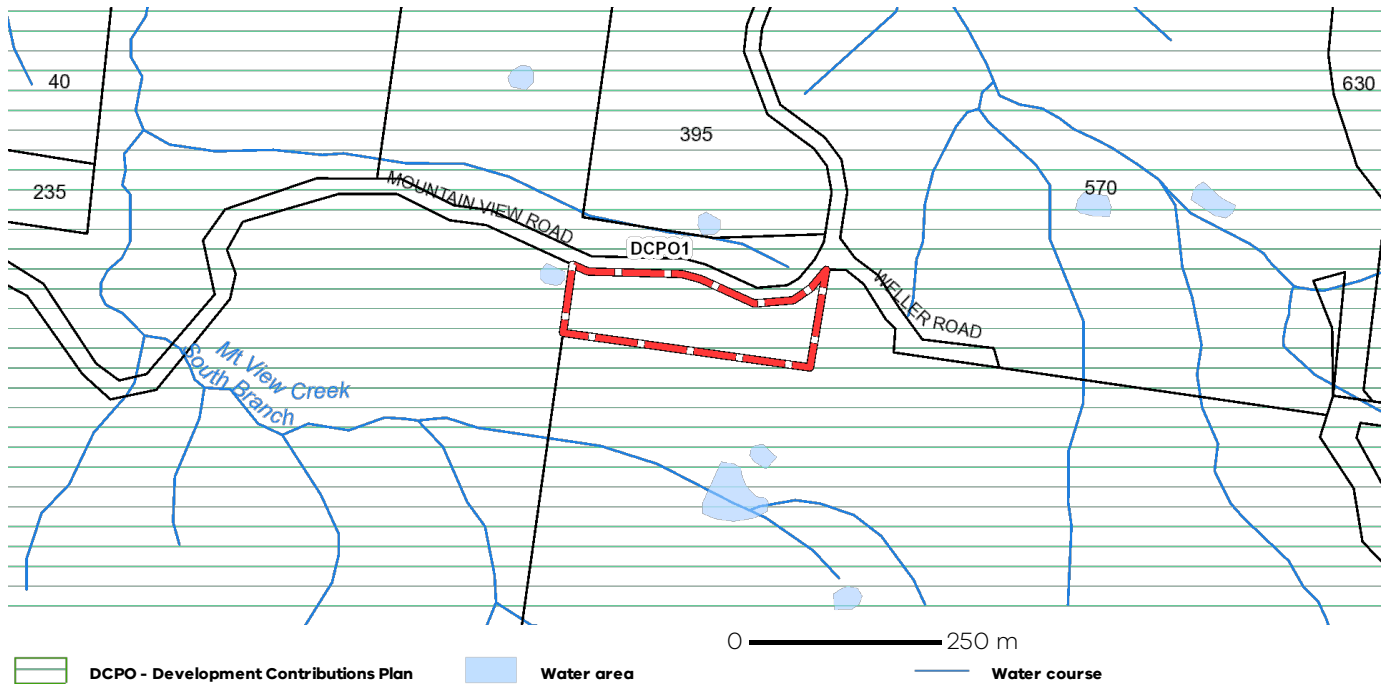 40
630
395
235
570
MOUNTAIN VIEW ROAD
DCPO1
WELLER ROAD
Mt View Creek
South Branch
0 250 m
DCPO - Development Contributions Plan
Water area
Water course